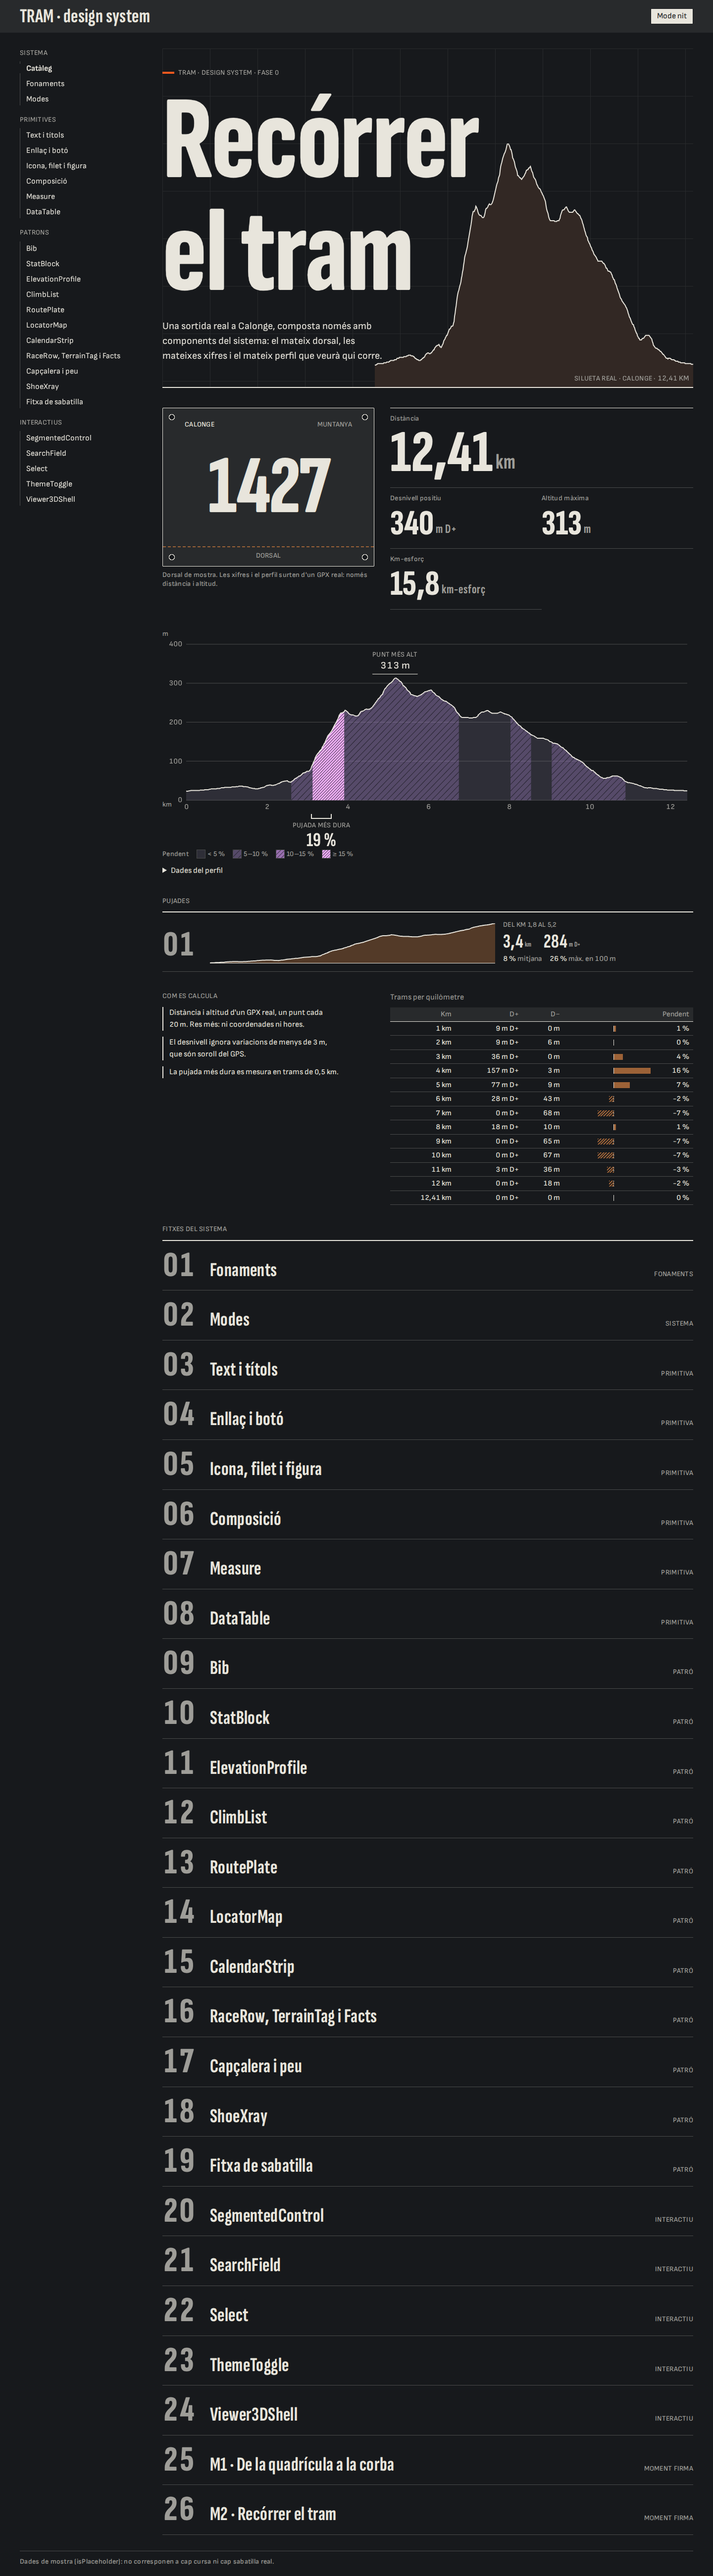 TRAM · design system
Mode nit
SISTEMA
Catàleg
Fonaments
Modes
PRIMITIVES
Text i títols
Enllaç i botó
Icona, filet i figura
Composició
Measure
DataTable
PATRONS
Bib
StatBlock
ElevationProfile
ClimbList
RoutePlate
LocatorMap
CalendarStrip
RaceRow, TerrainTag i Facts
Capçalera i peu
ShoeXray
Fitxa de sabatilla
INTERACTIUS
SegmentedControl
SearchField
Select
ThemeToggle
Viewer3DShell
TRAM · DESIGN SYSTEM · FASE 0
Recórrer
el tram
Una sortida real a Calonge, composta només amb
components del sistema: el mateix dorsal, les
mateixes xifres i el mateix perfil que veurà qui corre.
SILUETA REAL · CALONGE · 12,41 KM
CALONGE
MUNTANYA
1427
DORSAL
Dorsal de mostra. Les xifres i el perfil surten d'un GPX real: només
distància i altitud.
Distància
12,41 km
Desnivell positiu
340 m D+
Altitud màxima
313 m
Km-esforç
15,8 km-esforç
m
400
300
200
100
0
PUNT MÉS ALT
313 m
km
0 2 4 6 8 10 12
PUJADA MÉS DURA
19 %
Pendent < 5 % 5–10 % 10–15 % ≥ 15 %
Dades del perfil
PUJADES
01
DEL KM 1,8 AL 5,2
3,4 km 284 m D+
8 % mitjana 26 % màx. en 100 m
COM ES CALCULA
Distància i altitud d'un GPX real, un punt cada
20 m. Res més: ni coordenades ni hores.
El desnivell ignora variacions de menys de 3 m,
que són soroll del GPS.
La pujada més dura es mesura en trams de 0,5 km.
Trams per quilòmetre
Km D+ D− Pendent
1 km 9 m D+ 0 m 1 %
2 km 9 m D+ 6 m 0 %
3 km 36 m D+ 0 m 4 %
4 km 157 m D+ 3 m 16 %
5 km 77 m D+ 9 m 7 %
6 km 28 m D+ 43 m -2 %
7 km 0 m D+ 68 m -7 %
8 km 18 m D+ 10 m 1 %
9 km 0 m D+ 65 m -7 %
10 km 0 m D+ 67 m -7 %
11 km 3 m D+ 36 m -3 %
12 km 0 m D+ 18 m -2 %
12,41 km 0 m D+ 0 m 0 %
FITXES DEL SISTEMA
01 Fonaments FONAMENTS
02 Modes SISTEMA
03 Text i títols PRIMITIVA
04 Enllaç i botó PRIMITIVA
05 Icona, filet i figura PRIMITIVA
06 Composició PRIMITIVA
07 Measure PRIMITIVA
08 DataTable PRIMITIVA
09 Bib PATRÓ
10 StatBlock PATRÓ
11 ElevationProfile PATRÓ
12 ClimbList PATRÓ
13 RoutePlate PATRÓ
14 LocatorMap PATRÓ
15 CalendarStrip PATRÓ
16 RaceRow, TerrainTag i Facts PATRÓ
17 Capçalera i peu PATRÓ
18 ShoeXray PATRÓ
19 Fitxa de sabatilla PATRÓ
20 SegmentedControl INTERACTIU
21 SearchField INTERACTIU
22 Select INTERACTIU
23 ThemeToggle INTERACTIU
24 Viewer3DShell INTERACTIU
25 M1 · De la quadrícula a la corba MOMENT FIRMA
26 M2 · Recórrer el tram MOMENT FIRMA
Dades de mostra (isPlaceholder): no corresponen a cap cursa ni cap sabatilla real.